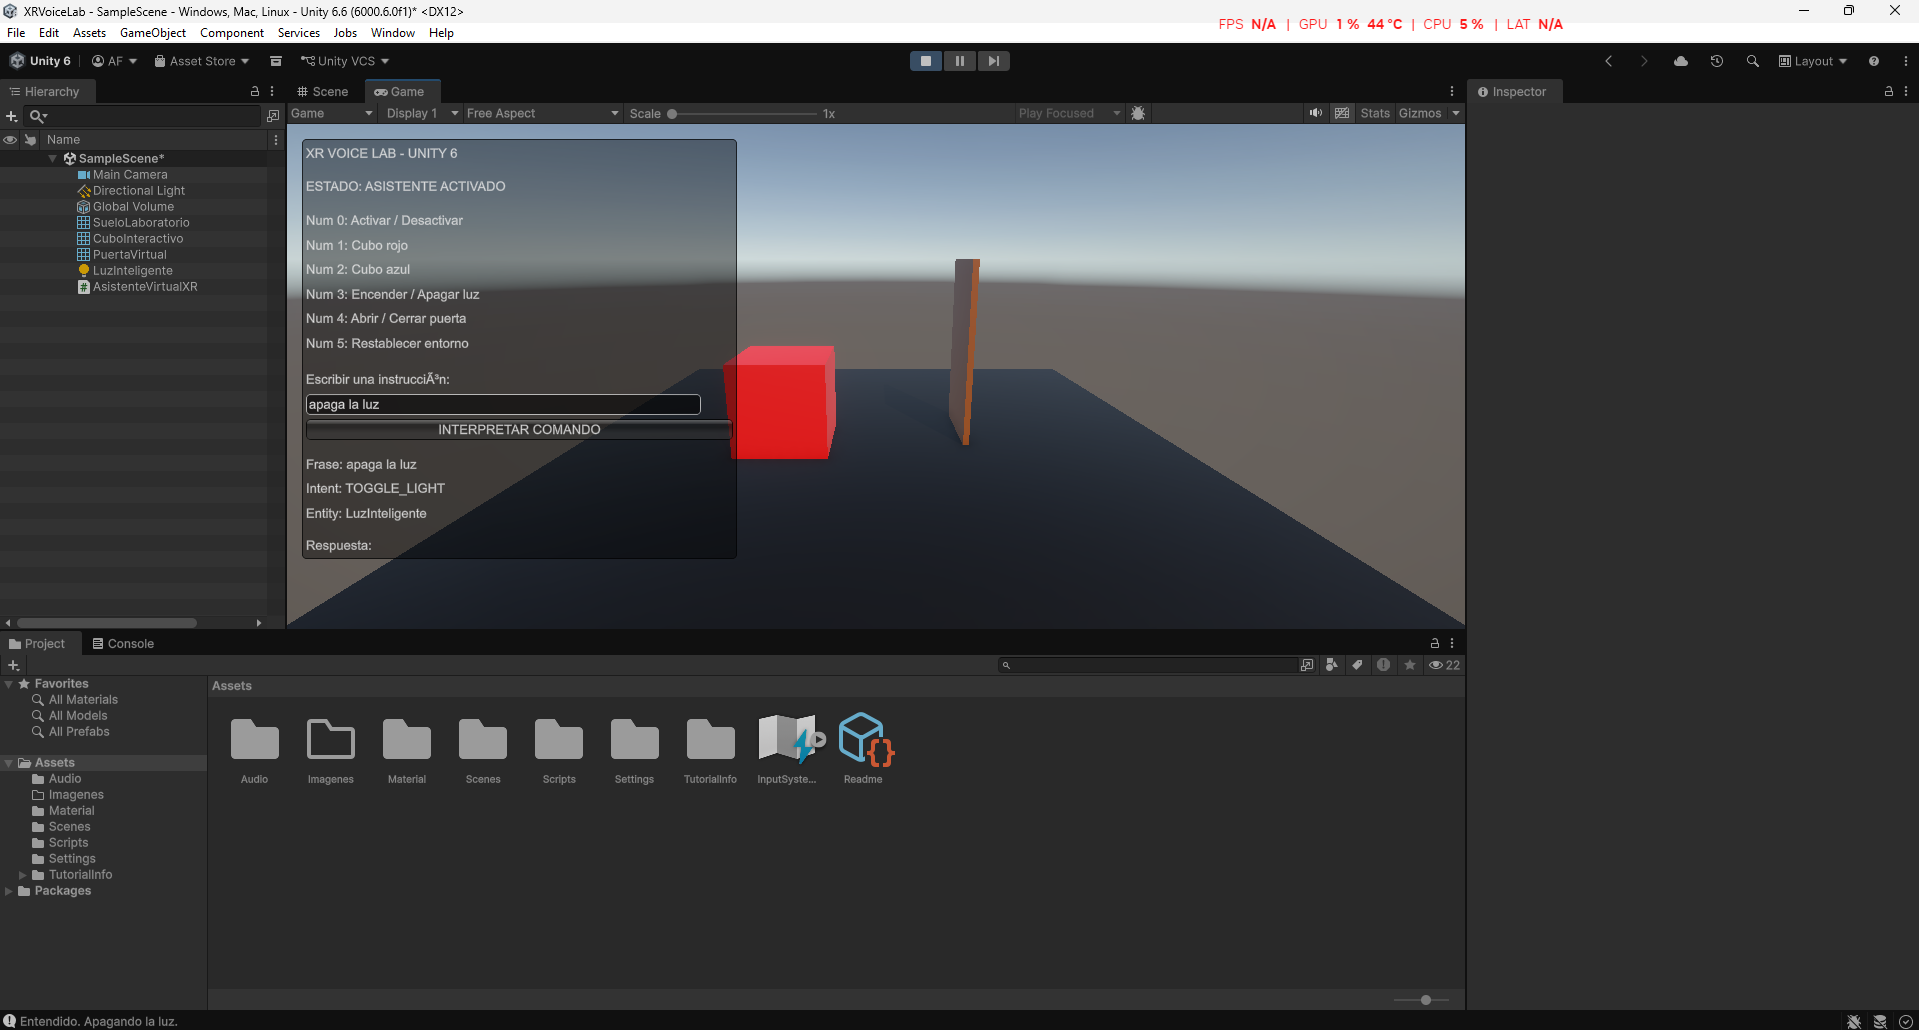 XRVoiceLab - SampleScene - Windows, Mac, Linux - Unity 6.6 (6000.6.0f1)* <DX12>
FPS N/A | GPU 1 % 44 °C | CPU 5 % | LAT N/A
File Edit Assets GameObject Component Services Jobs Window Help
Unity 6 AF Asset Store Unity VCS Layout
Hierarchy
Scene Game
Inspector
Game Display 1 Free Aspect Scale 1x Play Focused Stats Gizmos
Name
SampleScene*
Main Camera
Directional Light
Global Volume
SueloLaboratorio
CuboInteractivo
PuertaVirtual
LuzInteligente
AsistenteVirtualXR
XR VOICE LAB - UNITY 6
ESTADO: ASISTENTE ACTIVADO
Num 0: Activar / Desactivar
Num 1: Cubo rojo
Num 2: Cubo azul
Num 3: Encender / Apagar luz
Num 4: Abrir / Cerrar puerta
Num 5: Restablecer entorno
Escribir una instrucciÃ³n:
apaga la luz
INTERPRETAR COMANDO
Frase: apaga la luz
Intent: TOGGLE_LIGHT
Entity: LuzInteligente
Respuesta:
Project Console
22
Favorites
All Materials
All Models
All Prefabs
Assets
Audio
Imagenes
Material
Scenes
Scripts
Settings
TutorialInfo
Packages
Assets
Audio Imagenes Material Scenes Scripts Settings TutorialInfo InputSyste... Readme
Entendido. Apagando la luz.